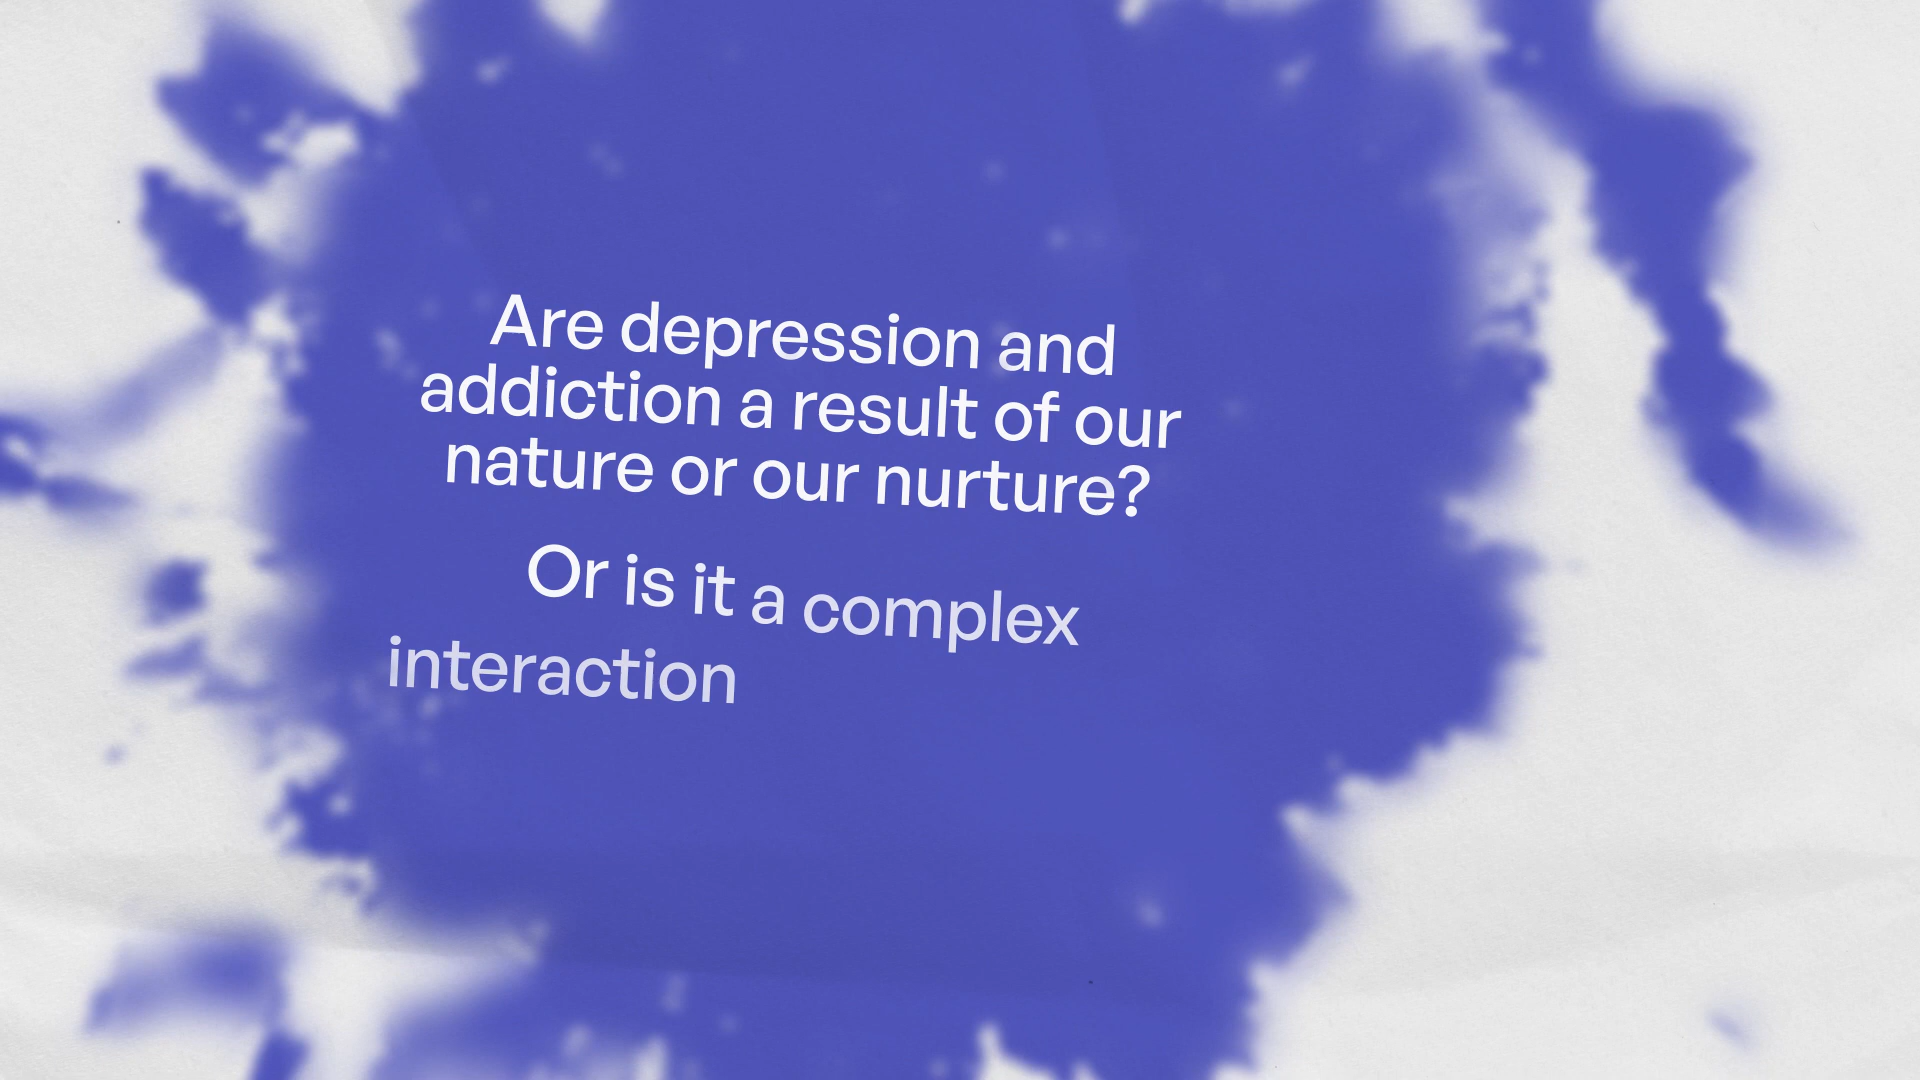 Are depression and
addiction a result of our
nature or our nurture?
Or is it a complex
interaction